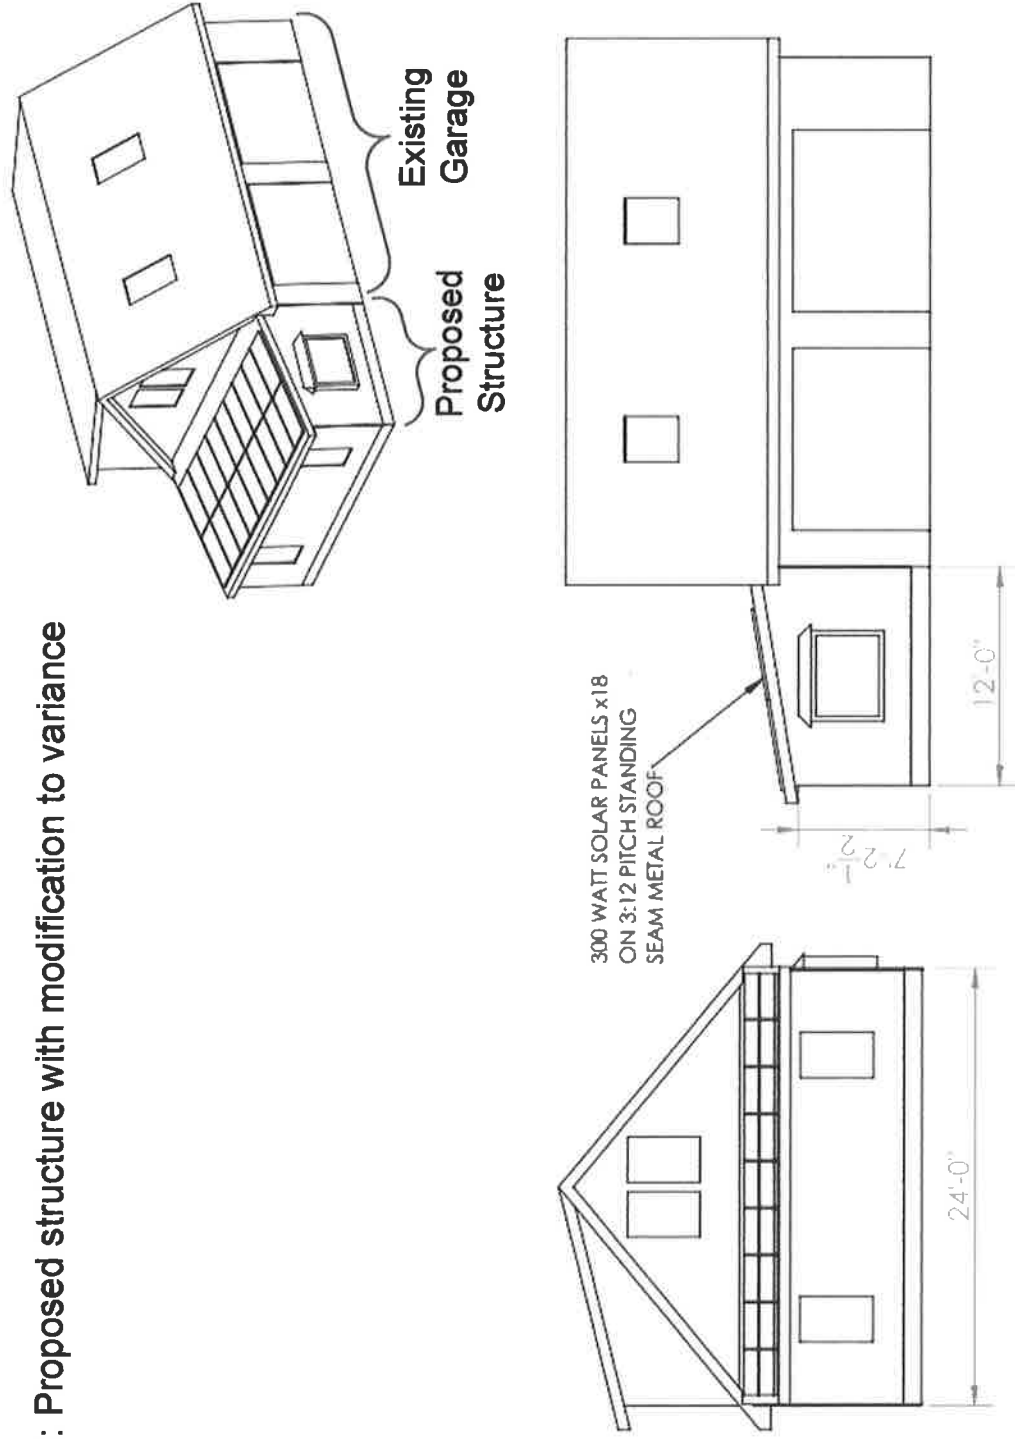 : Proposed structure with modification to variance
Existing
Garage
Proposed
Structure
300 WATT SOLAR PANELS x18
ON 3:12 PITCH STANDING
SEAM METAL ROOF
24'-0"
7'-2 1/2"
12'-0"